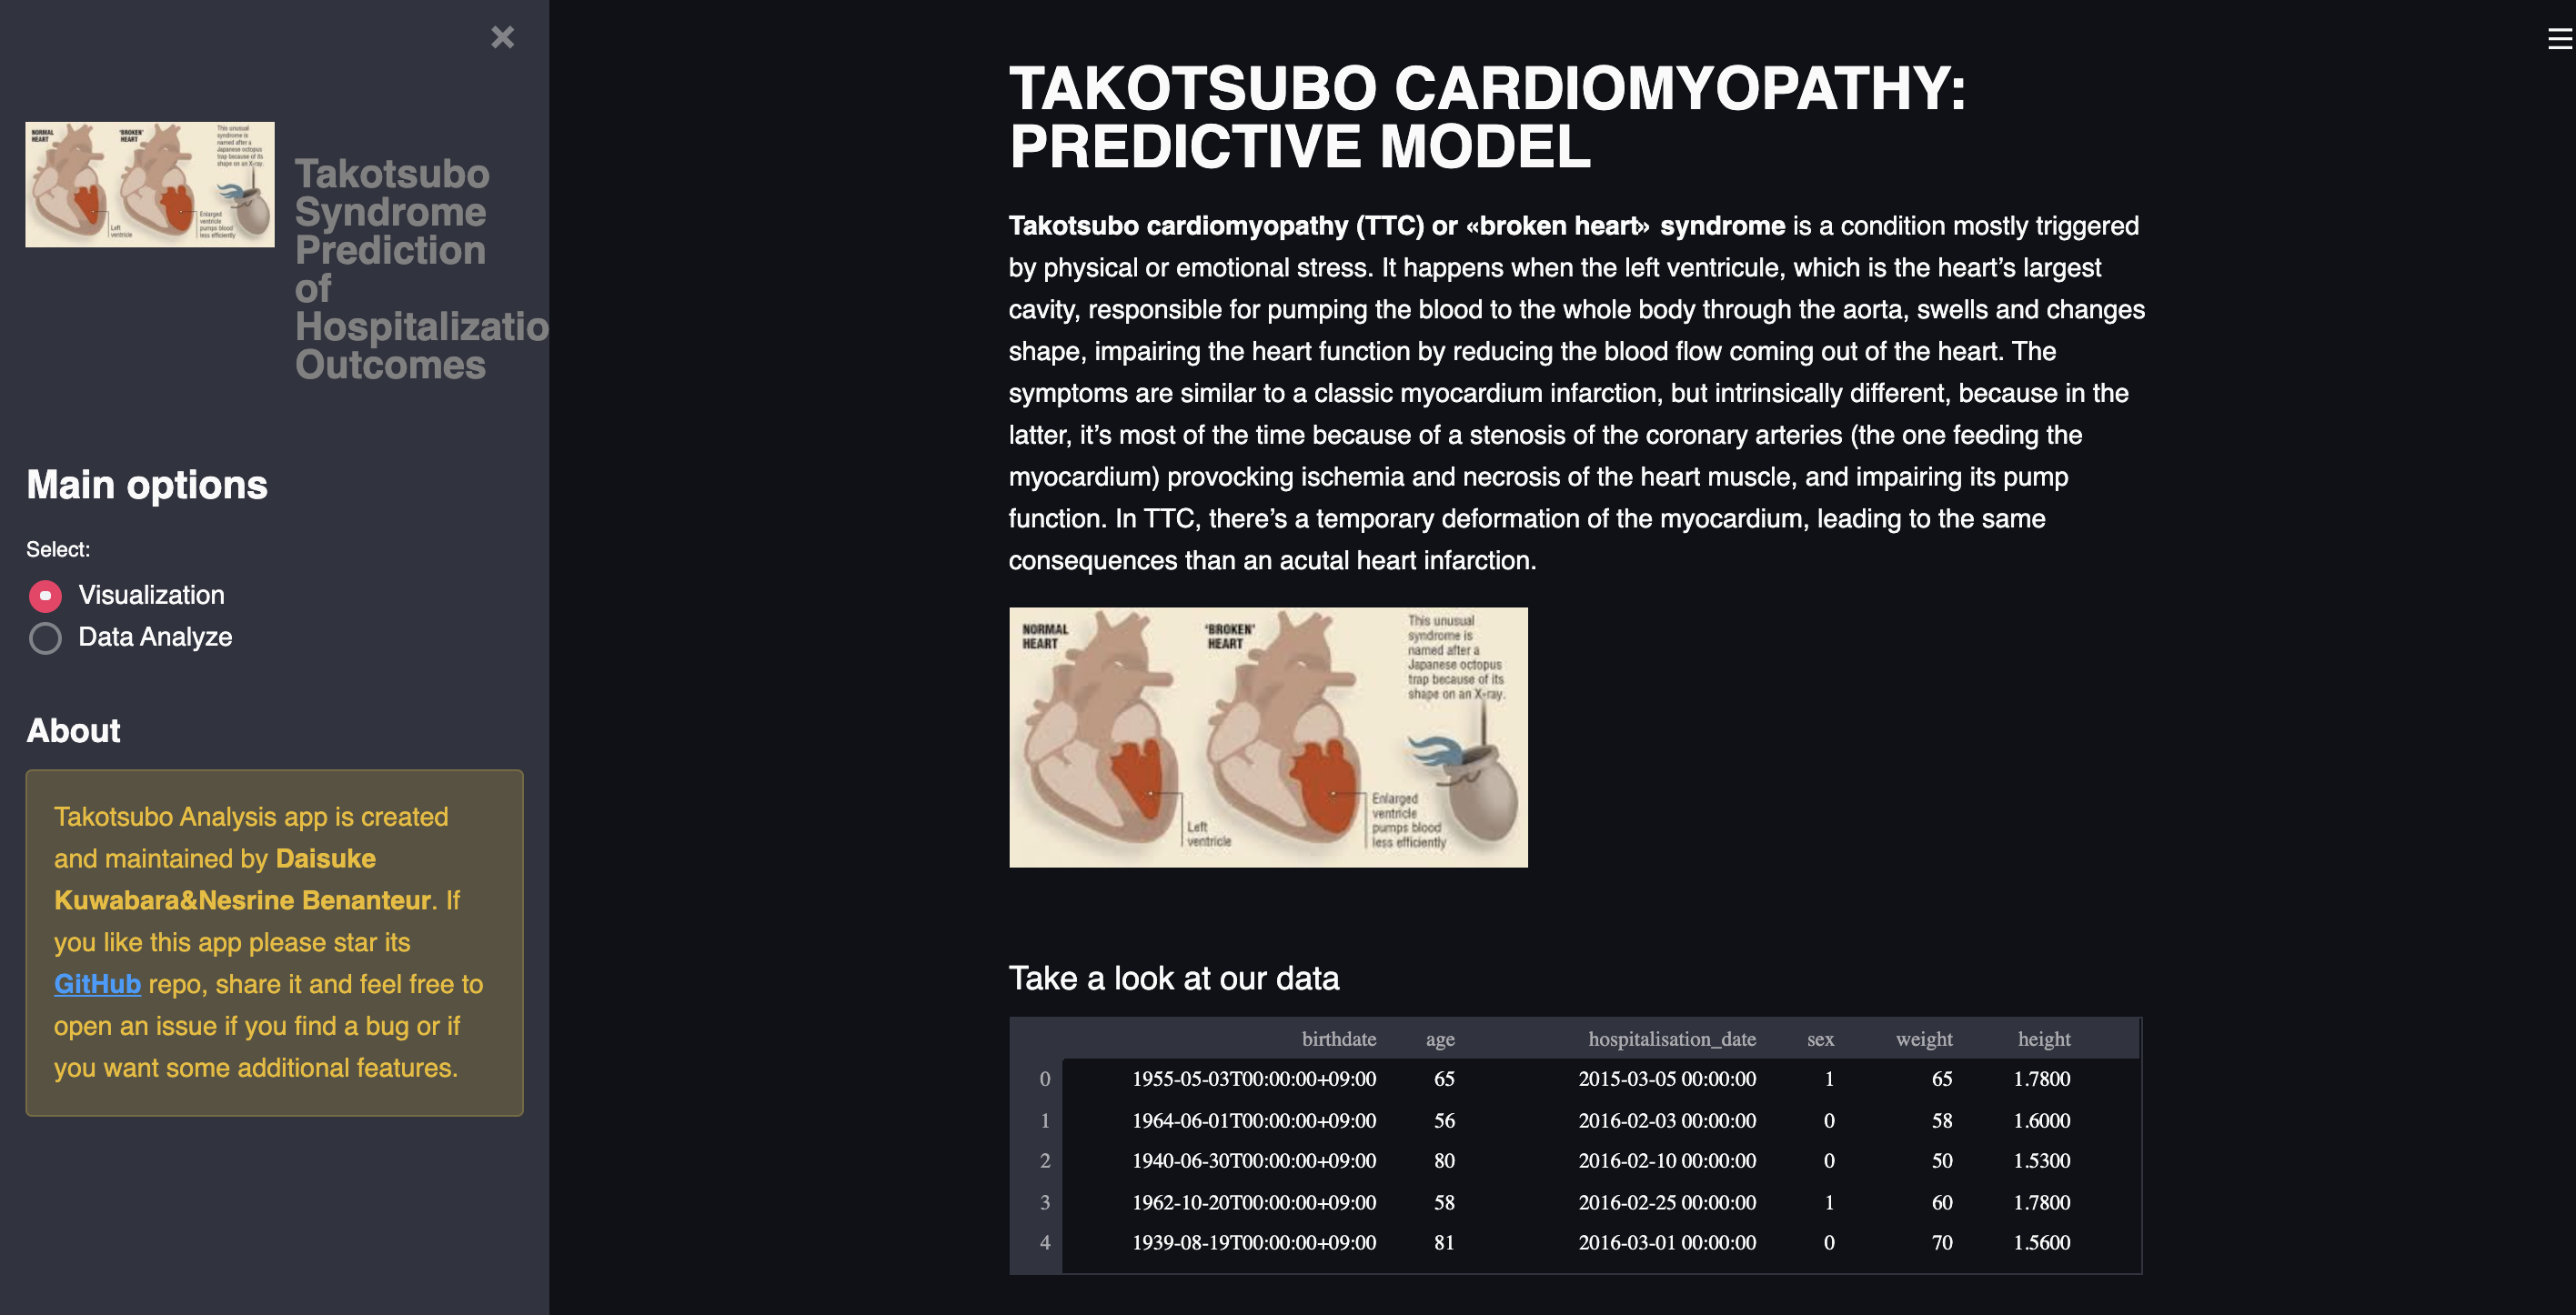 ×
NORMAL
HEART
'BROKEN'
HEART
This unusual
syndrome is
named after a
Japanese octopus
trap because of its
shape on an X-ray.
Left
ventricle
Enlarged
ventricle
pumps blood
less efficiently
Takotsubo
Syndrome
Prediction
of
Hospitalizatio
Outcomes
Main options
Select:
Visualization
Data Analyze
About
Takotsubo Analysis app is created
and maintained by Daisuke
Kuwabara&Nesrine Benanteur. If
you like this app please star its
GitHub repo, share it and feel free to
open an issue if you find a bug or if
you want some additional features.
TAKOTSUBO CARDIOMYOPATHY:
PREDICTIVE MODEL
Takotsubo cardiomyopathy (TTC) or «broken heart» syndrome is a condition mostly triggered
by physical or emotional stress. It happens when the left ventricule, which is the heart’s largest
cavity, responsible for pumping the blood to the whole body through the aorta, swells and changes
shape, impairing the heart function by reducing the blood flow coming out of the heart. The
symptoms are similar to a classic myocardium infarction, but intrinsically different, because in the
latter, it’s most of the time because of a stenosis of the coronary arteries (the one feeding the
myocardium) provocking ischemia and necrosis of the heart muscle, and impairing its pump
function. In TTC, there’s a temporary deformation of the myocardium, leading to the same
consequences than an acutal heart infarction.
NORMAL
HEART
'BROKEN'
HEART
This unusual
syndrome is
named after a
Japanese octopus
trap because of its
shape on an X-ray.
Left
ventricle
Enlarged
ventricle
pumps blood
less efficiently
Take a look at our data
birthdate age hospitalisation_date sex weight height
0 1955-05-03T00:00:00+09:00 65 2015-03-05 00:00:00 1 65 1.7800
1 1964-06-01T00:00:00+09:00 56 2016-02-03 00:00:00 0 58 1.6000
2 1940-06-30T00:00:00+09:00 80 2016-02-10 00:00:00 0 50 1.5300
3 1962-10-20T00:00:00+09:00 58 2016-02-25 00:00:00 1 60 1.7800
4 1939-08-19T00:00:00+09:00 81 2016-03-01 00:00:00 0 70 1.5600